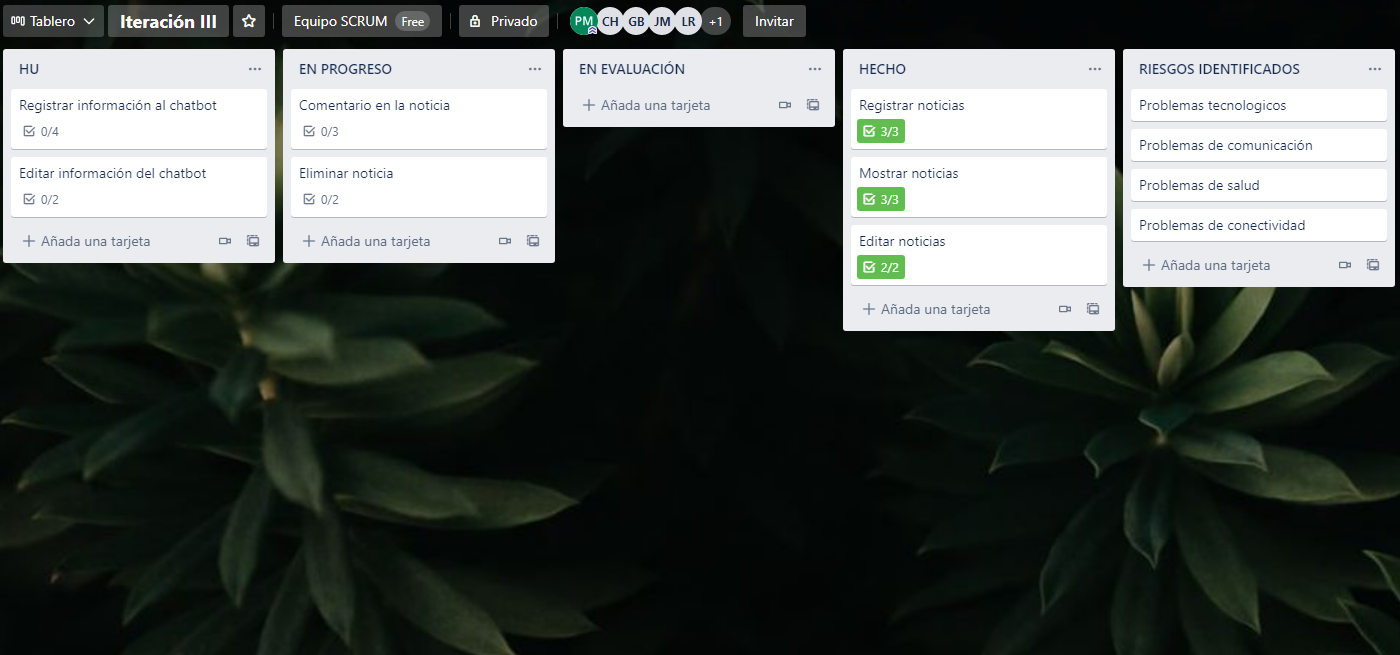 Tablero
Iteración III
Equipo SCRUM Free
Privado
PM CH GB JM LR +1
Invitar
HU
Registrar información al chatbot
0/4
Editar información del chatbot
0/2
Añada una tarjeta
EN PROGRESO
Comentario en la noticia
0/3
Eliminar noticia
0/2
Añada una tarjeta
EN EVALUACIÓN
Añada una tarjeta
HECHO
Registrar noticias
3/3
Mostrar noticias
3/3
Editar noticias
2/2
Añada una tarjeta
RIESGOS IDENTIFICADOS
Problemas tecnologicos
Problemas de comunicación
Problemas de salud
Problemas de conectividad
Añada una tarjeta